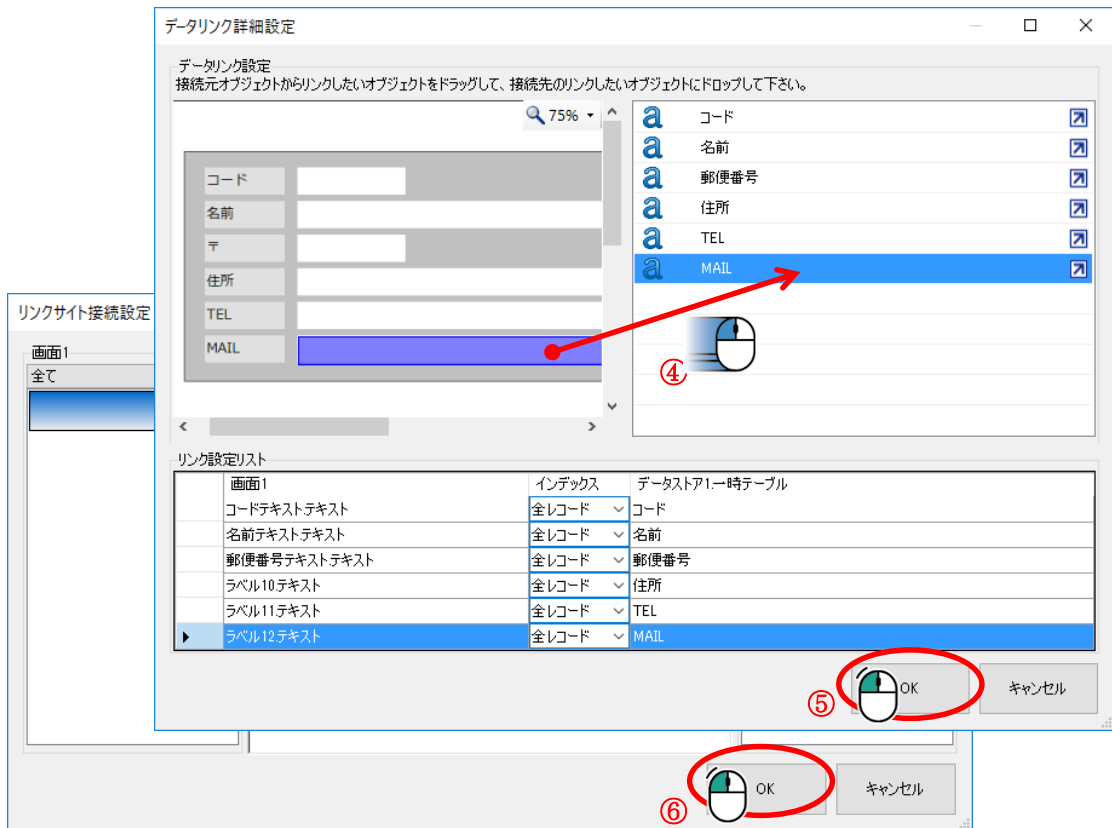 データリンク詳細設定
データリンク設定
接続元オブジェクトからリンクしたいオブジェクトをドラッグして、接続先のリンクしたいオブジェクトにドロップして下さい。
75%
コード
名前
〒
住所
TEL
MAIL
a コード
a 名前
a 郵便番号
a 住所
a TEL
a MAIL
④
リンクサイト接続設定
画面1
全て
リンク設定リスト
画面1 インデックス データストア1.一時テーブル
コードテキスト.テキスト 全レコード コード
名前テキスト.テキスト 全レコード 名前
郵便番号テキスト.テキスト 全レコード 郵便番号
ラベル10.テキスト 全レコード 住所
ラベル11.テキスト 全レコード TEL
ラベル12.テキスト 全レコード MAIL
⑤ OK キャンセル
⑥ OK キャンセル